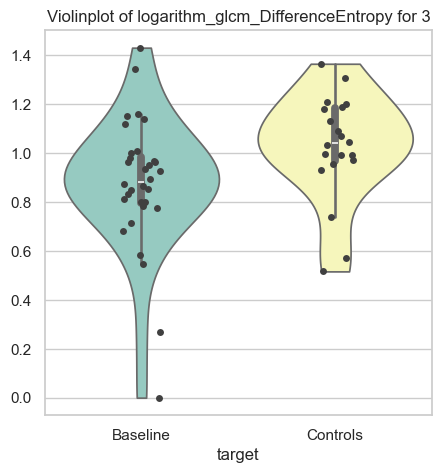 Violinplot of logarithm_glcm_DifferenceEntropy for 3
1.4
1.2
1.0
0.8
0.6
0.4
0.2
0.0
Baseline Controls
target